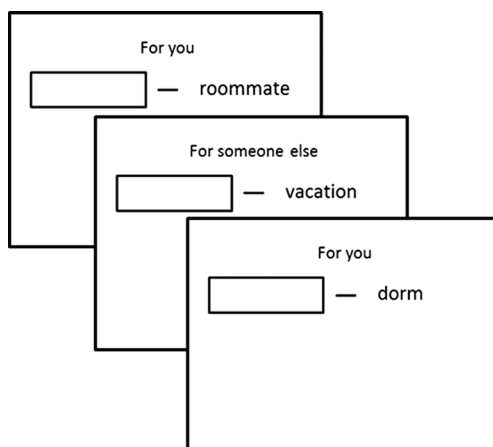 For you
— roommate
For someone else
— vacation
For you
— dorm